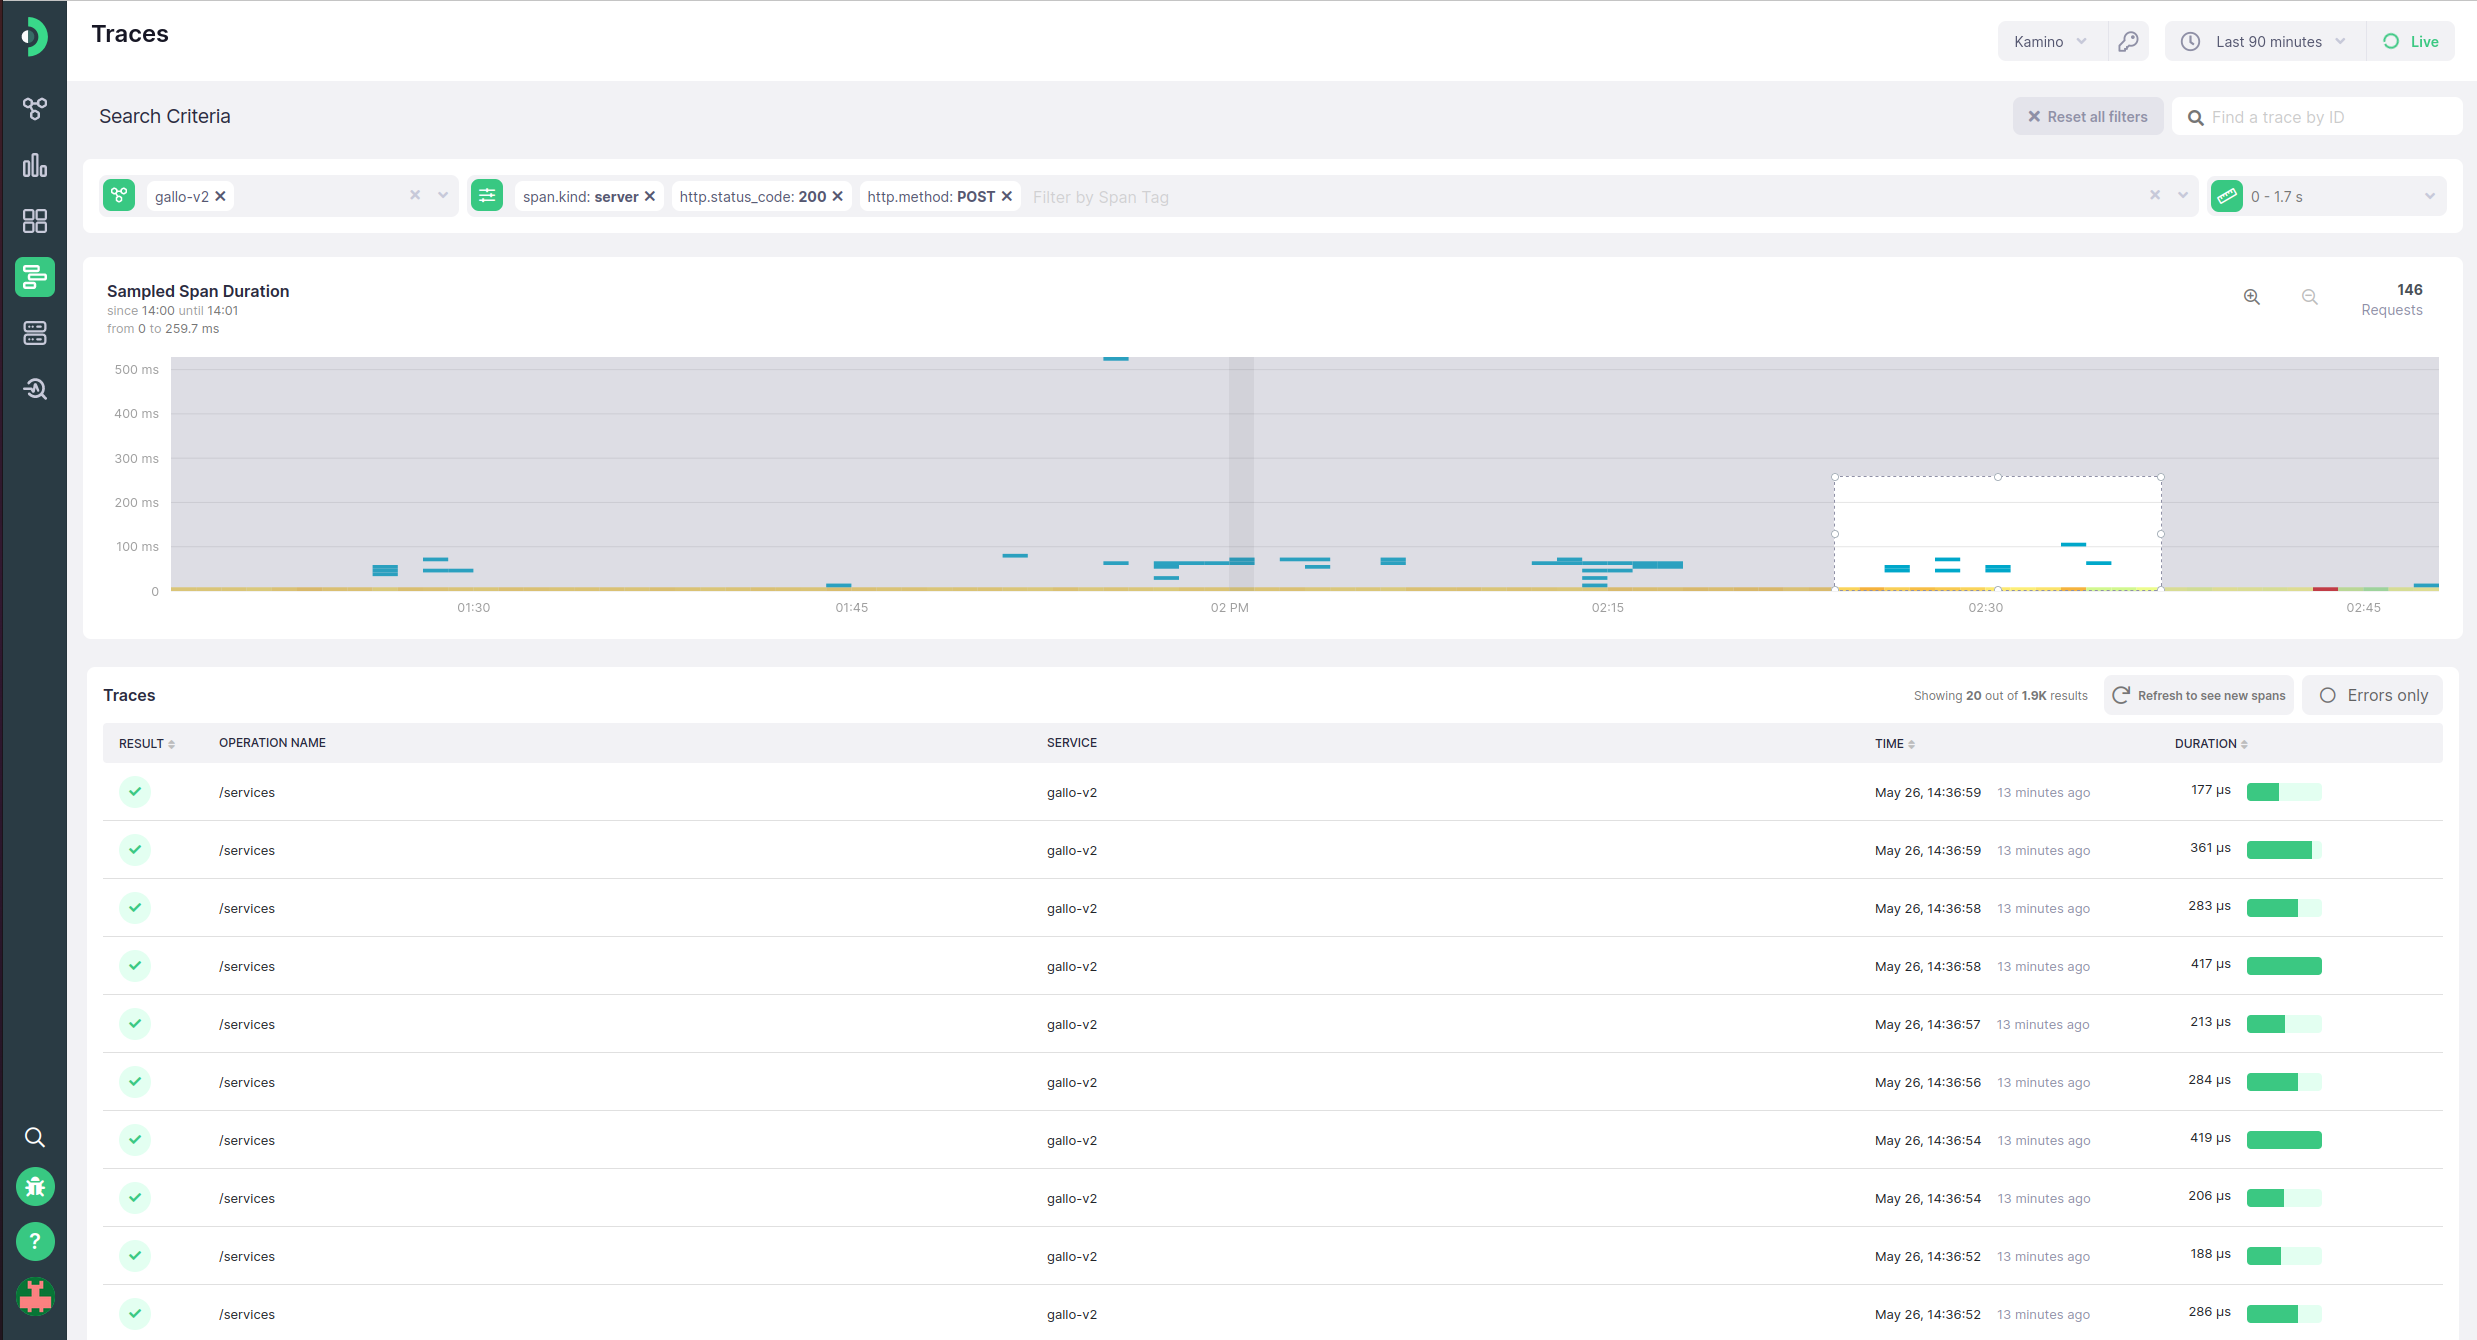 Traces
Kamino
Last 90 minutes
Live
Search Criteria
Reset all filters
Find a trace by ID
gallo-v2
span.kind: server
http.status_code: 200
http.method: POST
Filter by Span Tag
0 - 1.7 s
Sampled Span Duration
since 14:00 until 14:01
from 0 to 259.7 ms
146
Requests
500 ms
400 ms
300 ms
200 ms
100 ms
0
01:30 01:45 02 PM 02:15 02:30 02:45
Traces
Showing 20 out of 1.9K results
Refresh to see new spans
Errors only
RESULT OPERATION NAME SERVICE TIME DURATION
/services gallo-v2 May 26, 14:36:59 13 minutes ago 177 µs
/services gallo-v2 May 26, 14:36:59 13 minutes ago 361 µs
/services gallo-v2 May 26, 14:36:58 13 minutes ago 283 µs
/services gallo-v2 May 26, 14:36:58 13 minutes ago 417 µs
/services gallo-v2 May 26, 14:36:57 13 minutes ago 213 µs
/services gallo-v2 May 26, 14:36:56 13 minutes ago 284 µs
/services gallo-v2 May 26, 14:36:54 13 minutes ago 419 µs
/services gallo-v2 May 26, 14:36:54 13 minutes ago 206 µs
/services gallo-v2 May 26, 14:36:52 13 minutes ago 188 µs
/services gallo-v2 May 26, 14:36:52 13 minutes ago 286 µs
?